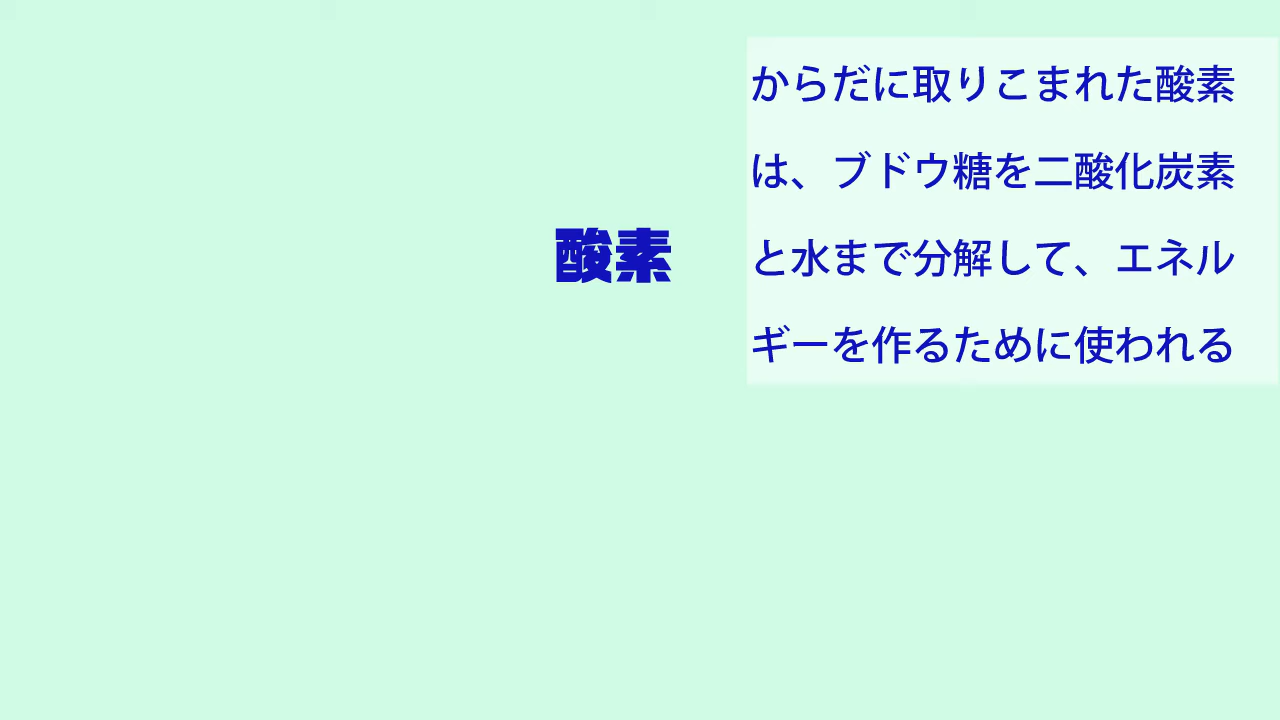 酸素
からだに取りこまれた酸素
は、ブドウ糖を二酸化炭素
と水まで分解して、エネル
ギーを作るために使われる